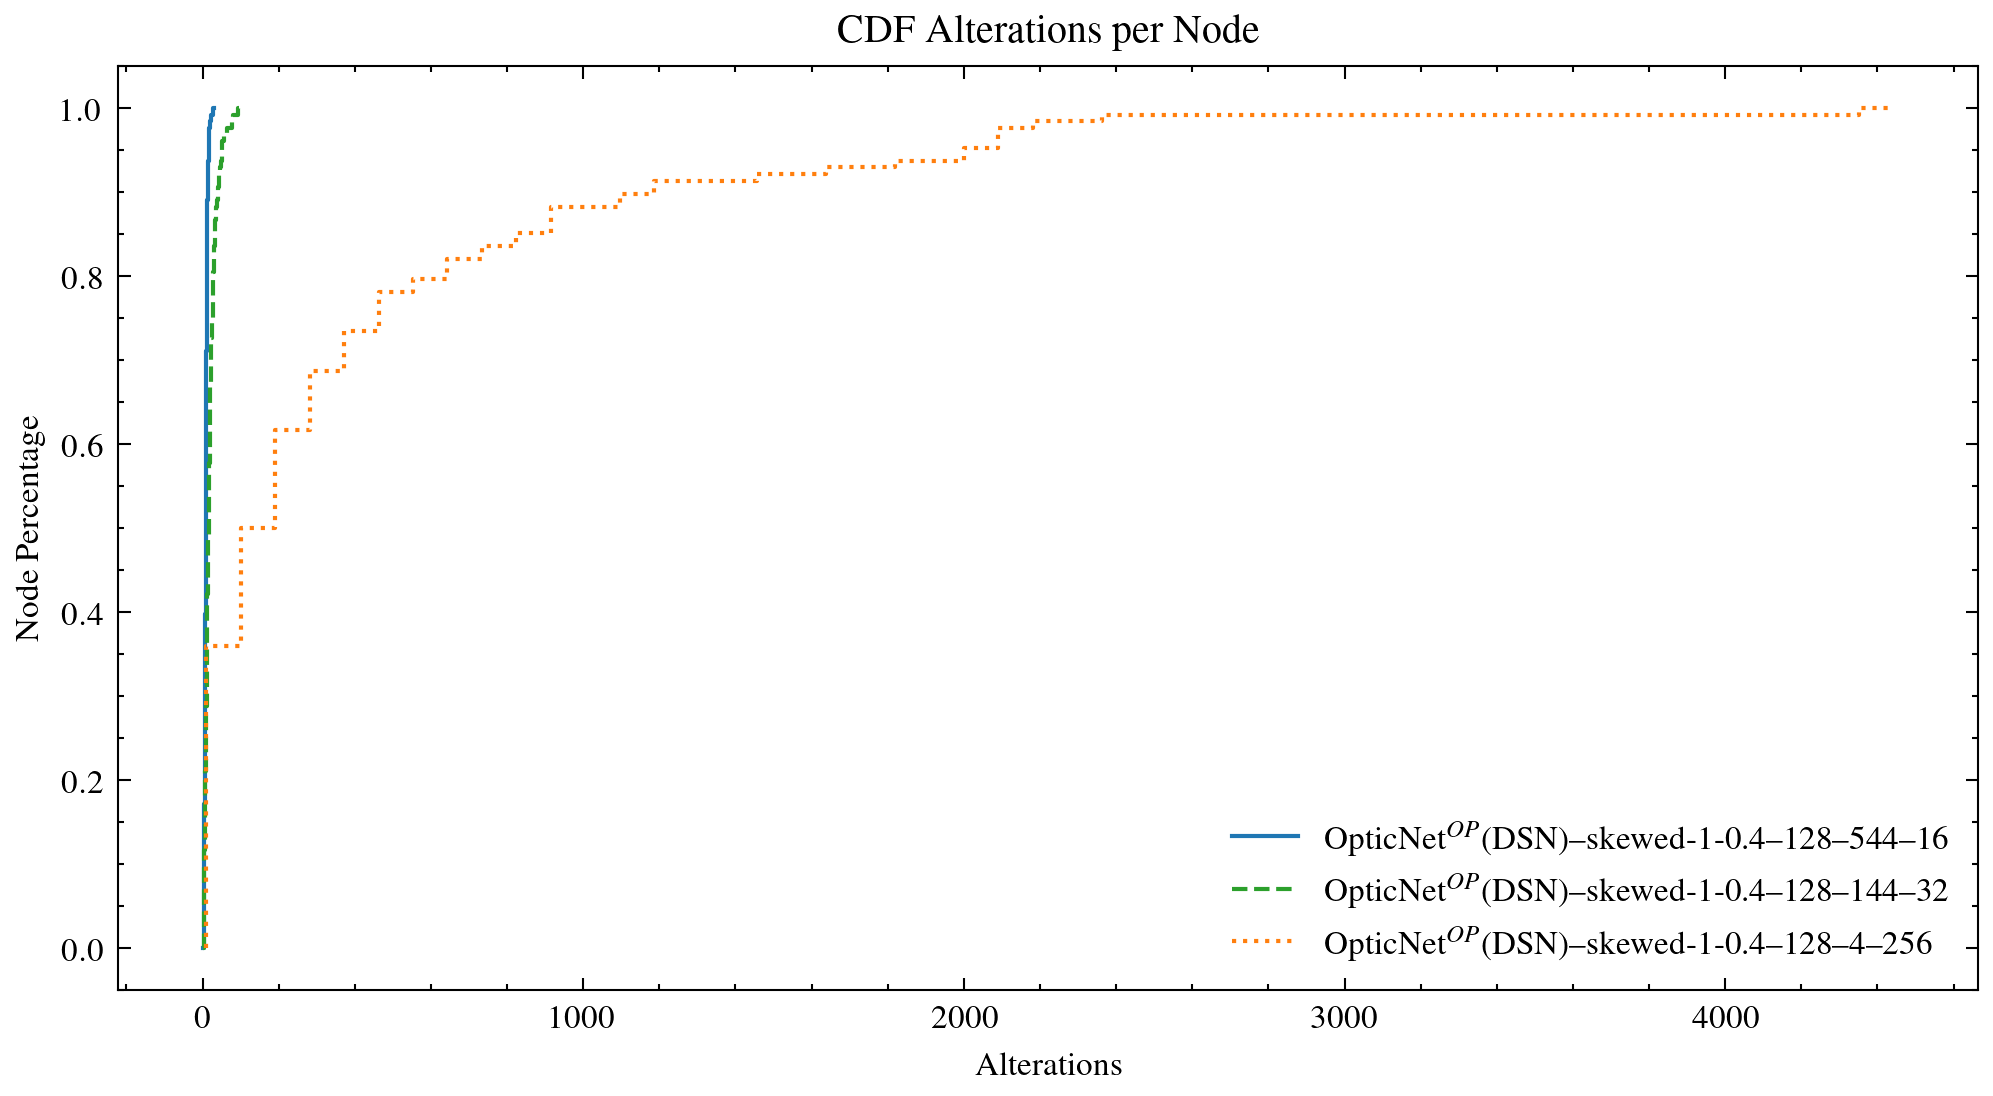 CDF Alterations per Node
1.0
0.8
0.6
0.4
0.2
0.0
Node Percentage
OpticNet^{OP}(DSN)–skewed-1-0.4–128–544–16
OpticNet^{OP}(DSN)–skewed-1-0.4–128–144–32
OpticNet^{OP}(DSN)–skewed-1-0.4–128–4–256
0 1000 2000 3000 4000
Alterations